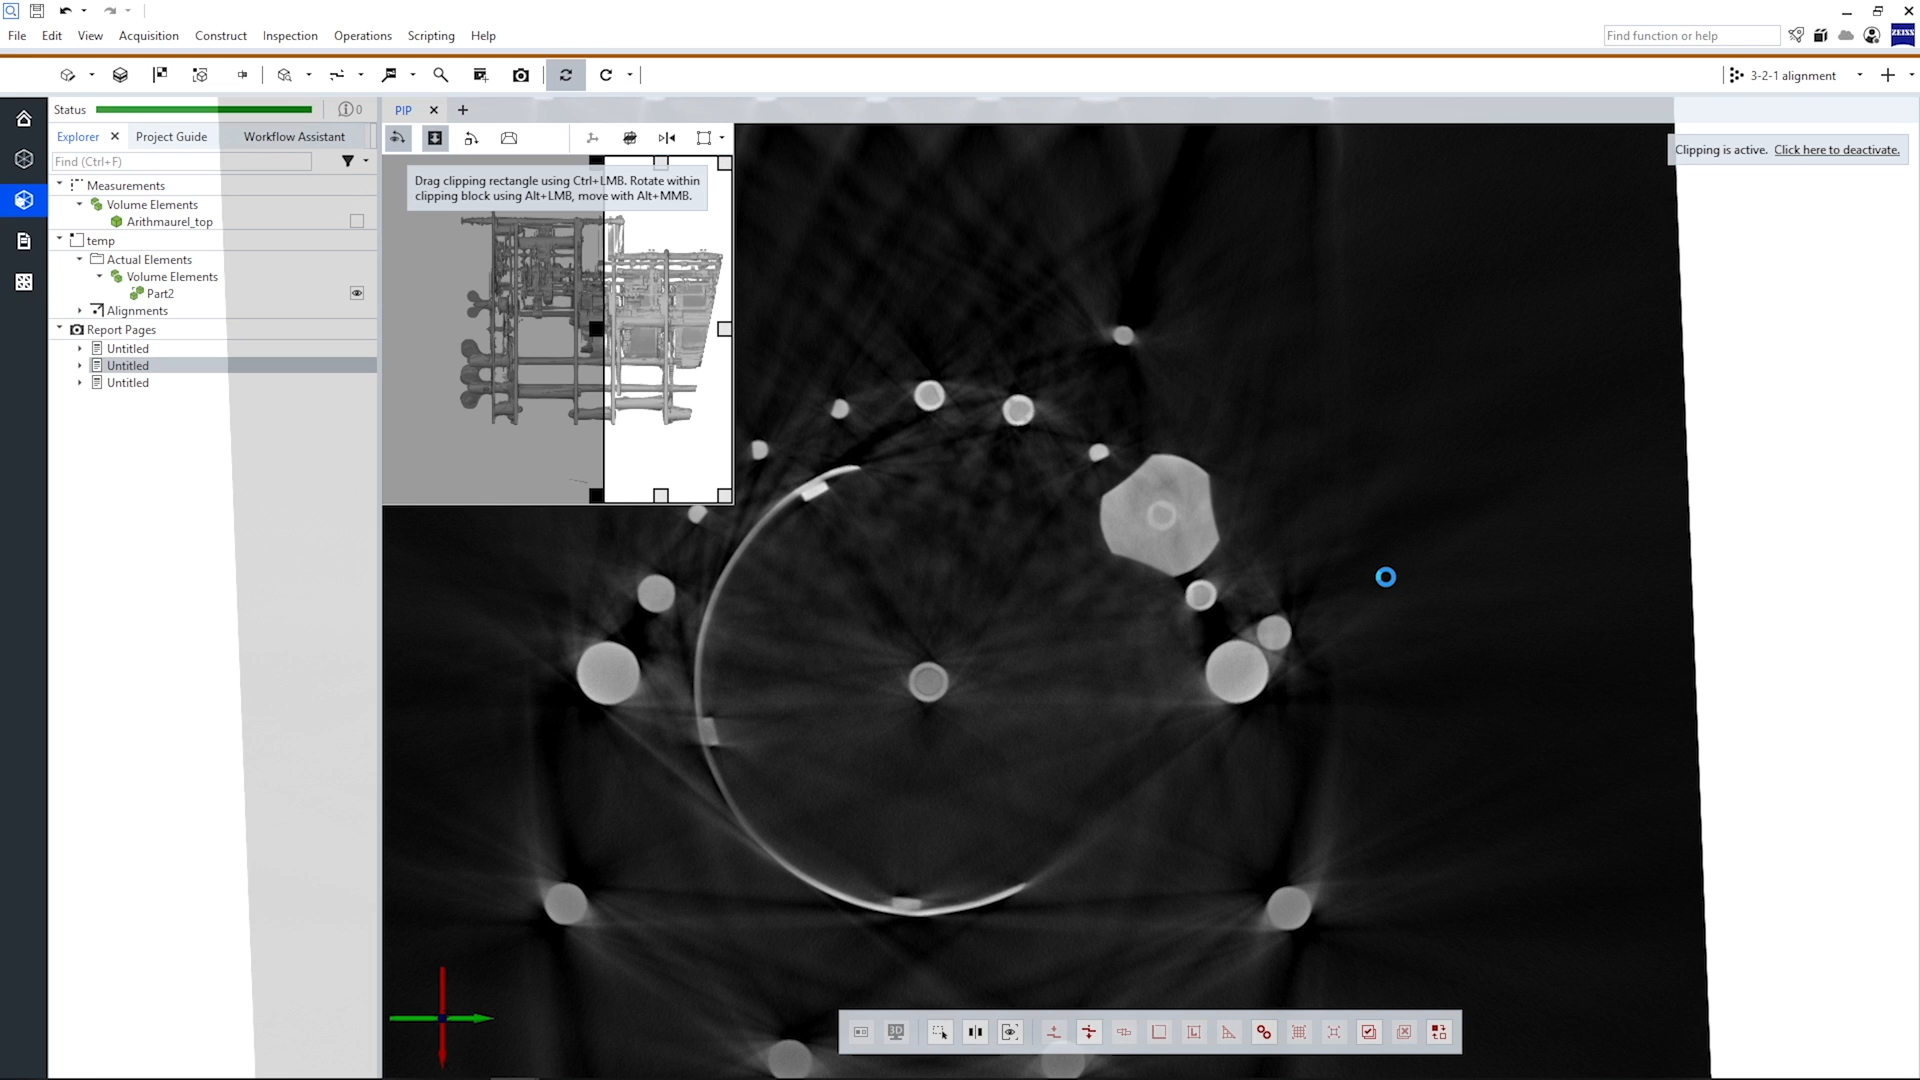 File Edit View Acquisition Construct Inspection Operations Scripting Help
Find function or help
ZEISS
3-2-1 alignment
Status
0
PIP
Explorer Project Guide Workflow Assistant
Find (Ctrl+F)
Clipping is active. Click here to deactivate.
Drag clipping rectangle using Ctrl+LMB. Rotate within
clipping block using Alt+LMB, move with Alt+MMB.
Measurements
Volume Elements
Arithmaurel_top
temp
Actual Elements
Volume Elements
Part2
Alignments
Report Pages
Untitled
Untitled
Untitled
3D